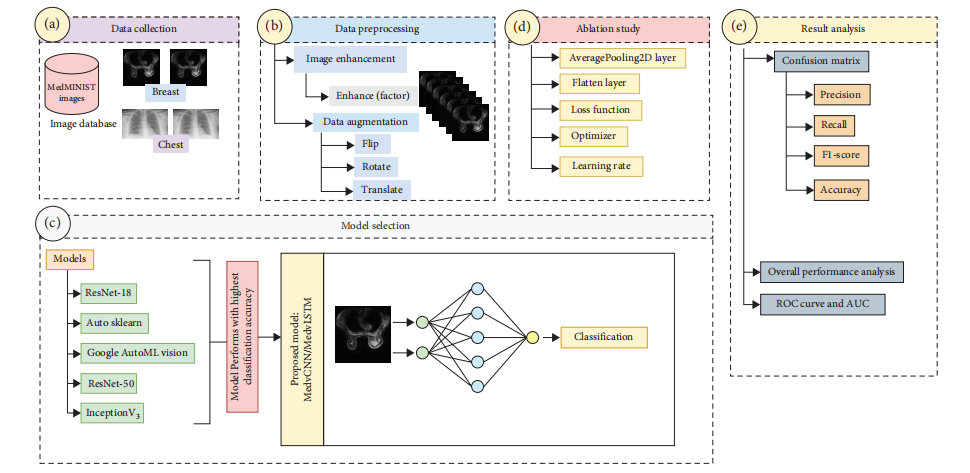 (a)
Data collection
MedMINIST
images
Image database
Breast
Chest
(b)
Data preprocessing
Image enhancement
Enhance (factor)
Data augmentation
Flip
Rotate
Translate
(d)
Ablation study
AveragePooling2D layer
Flatten layer
Loss function
Optimizer
Learning rate
(e)
Result analysis
Confusion matrix
Precision
Recall
F1-score
Accuracy
Overall performance analysis
ROC curve and AUC
(c)
Model selection
Models
ResNet-18
Auto sklearn
Google AutoML vision
ResNet-50
InceptionV3
Model Performs with highest
classification accuracy
Proposed model:
MedvCNN/MedvLSTM
Classification